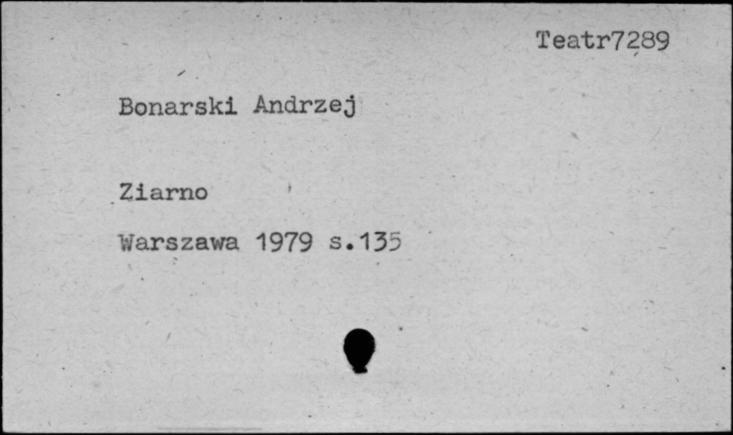 Teatr7289
Bonarski Andrzej
Ziarno
Warszawa 1979 s.135